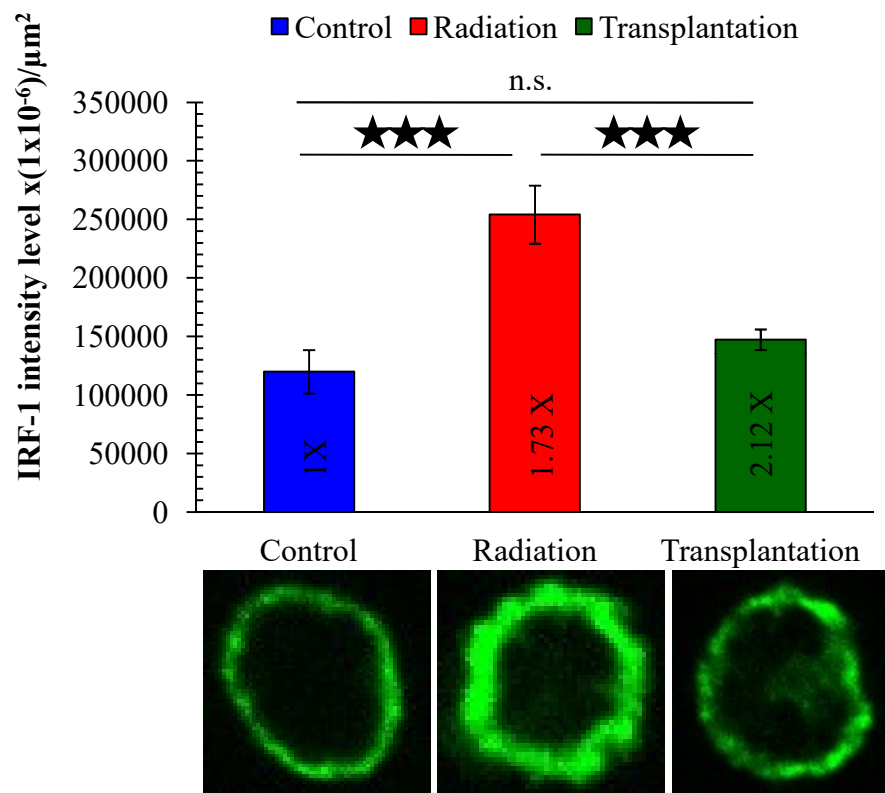 Control Radiation Transplantation
IRF-1 intensity level x(1x10⁻⁶)/µm²
n.s.
★★★ ★★★
350000
300000
250000
200000
150000
100000
50000
0
1X
1.73 X
2.12 X
Control Radiation Transplantation